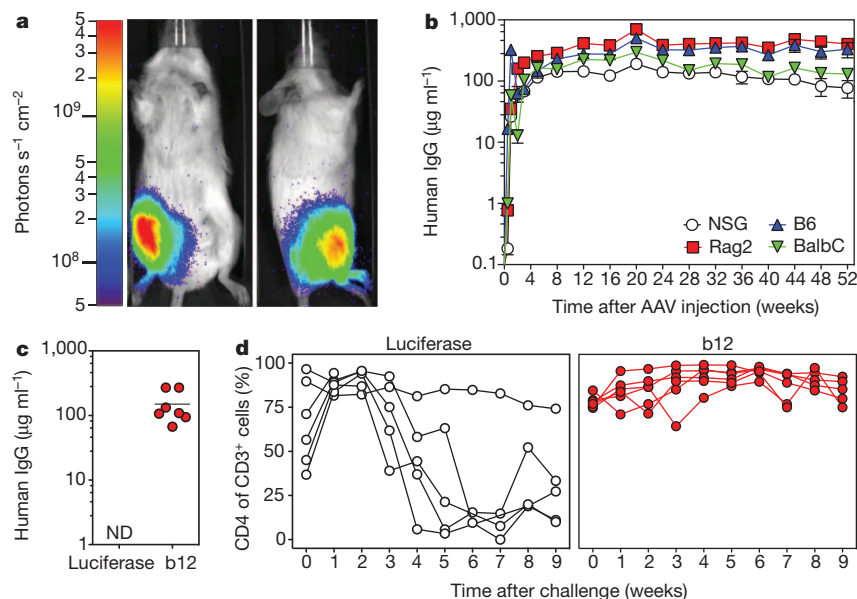 a
Photons s⁻¹ cm⁻²
5
4
3
2
10⁹
5
4
3
2
10⁸
5
b
Human IgG (µg ml⁻¹)
1,000
100
10
1
0.1
NSG
B6
Rag2
BalbC
0 4 8 12 16 20 24 28 32 36 40 44 48 52
Time after AAV injection (weeks)
c
Human IgG (µg ml⁻¹)
1,000
100
10
1
ND
Luciferase b12
d
Luciferase
b12
CD4 of CD3⁺ cells (%)
100
75
50
25
0
0 1 2 3 4 5 6 7 8 9
0 1 2 3 4 5 6 7 8 9
Time after challenge (weeks)